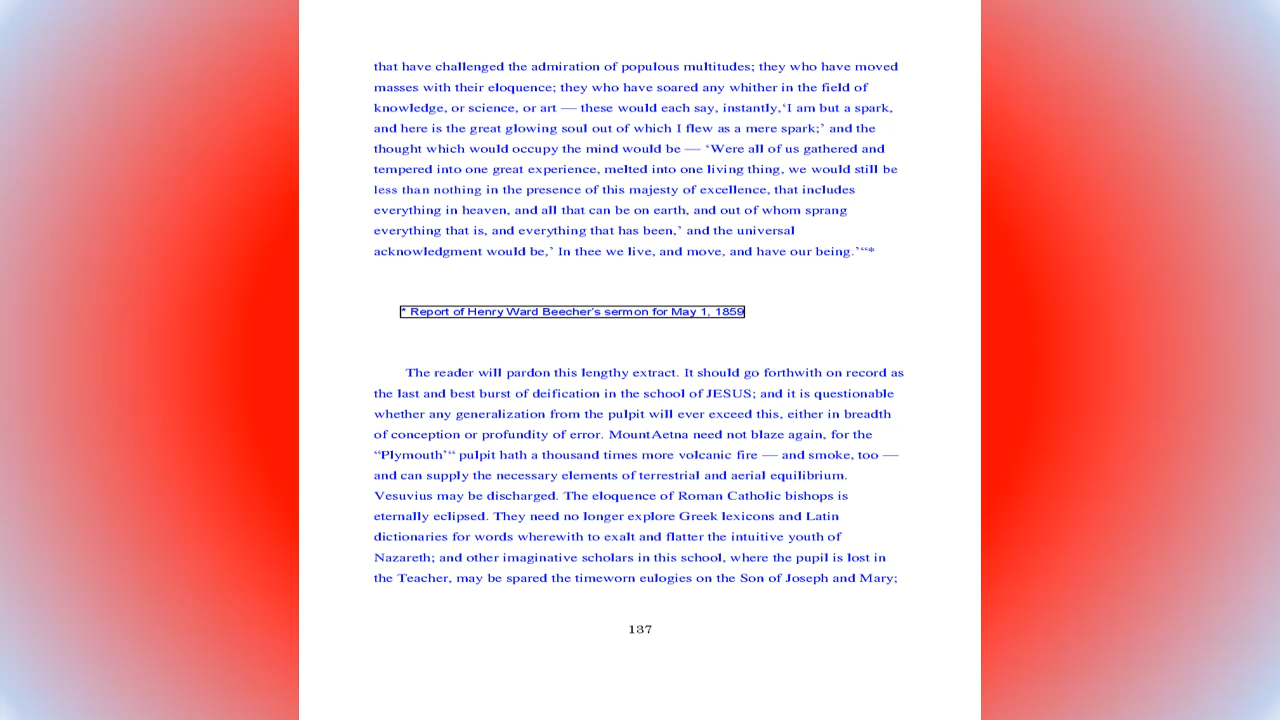 that have challenged the admiration of populous multitudes; they who have moved
masses with their eloquence; they who have soared any whither in the field of
knowledge, or science, or art — these would each say, instantly,‘I am but a spark,
and here is the great glowing soul out of which I flew as a mere spark;’ and the
thought which would occupy the mind would be — ‘Were all of us gathered and
tempered into one great experience, melted into one living thing, we would still be
less than nothing in the presence of this majesty of excellence, that includes
everything in heaven, and all that can be on earth, and out of whom sprang
everything that is, and everything that has been,’ and the universal
acknowledgment would be,’ In thee we live, and move, and have our being.’“*
* Report of Henry Ward Beecher's sermon for May 1, 1859
The reader will pardon this lengthy extract. It should go forthwith on record as
the last and best burst of deification in the school of JESUS; and it is questionable
whether any generalization from the pulpit will ever exceed this, either in breadth
of conception or profundity of error. MountAetna need not blaze again, for the
“Plymouth’“ pulpit hath a thousand times more volcanic fire — and smoke, too —
and can supply the necessary elements of terrestrial and aerial equilibrium.
Vesuvius may be discharged. The eloquence of Roman Catholic bishops is
eternally eclipsed. They need no longer explore Greek lexicons and Latin
dictionaries for words wherewith to exalt and flatter the intuitive youth of
Nazareth; and other imaginative scholars in this school, where the pupil is lost in
the Teacher, may be spared the timeworn eulogies on the Son of Joseph and Mary;
137